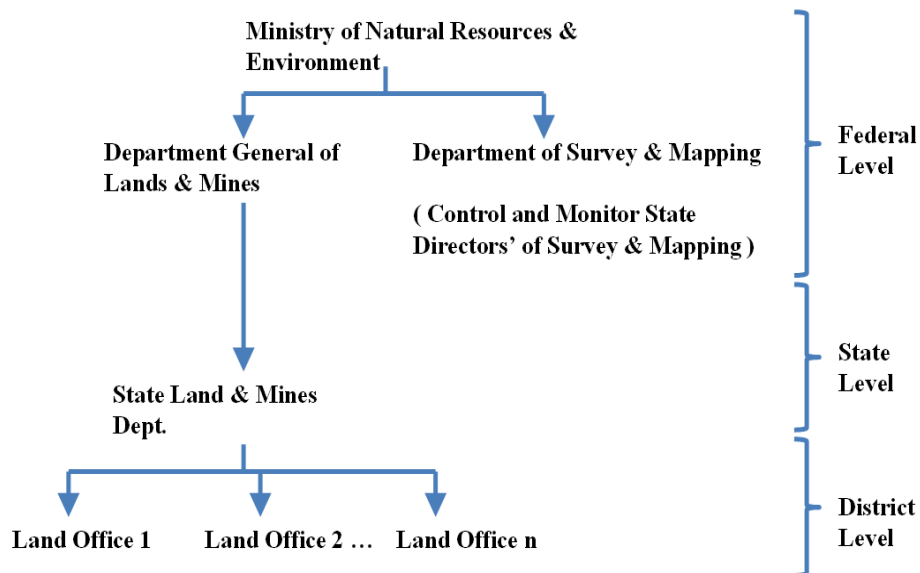 Ministry of Natural Resources &
Environment
Department General of
Lands & Mines
Department of Survey & Mapping
( Control and Monitor State
Directors’ of Survey & Mapping )
Federal
Level
State Land & Mines
Dept.
State
Level
Land Office 1
Land Office 2 …
Land Office n
District
Level